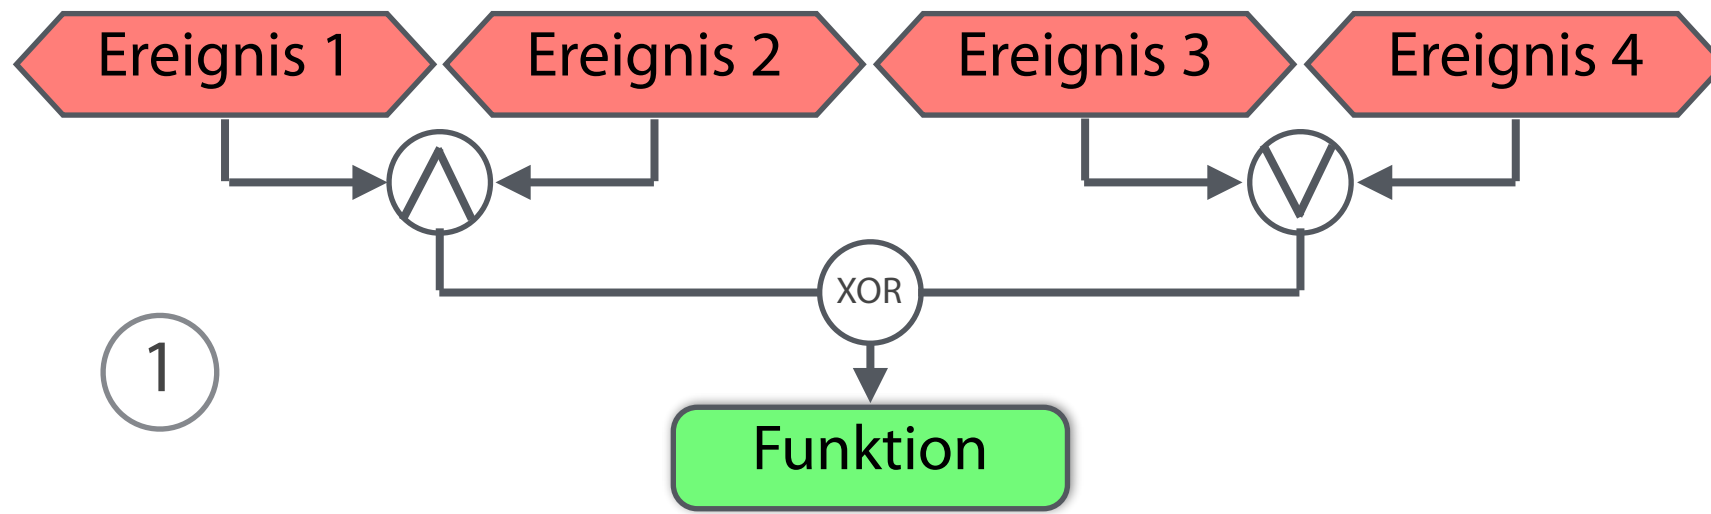 Ereignis 1
Ereignis 2
Ereignis 3
Ereignis 4
∧
∨
XOR
1
Funktion